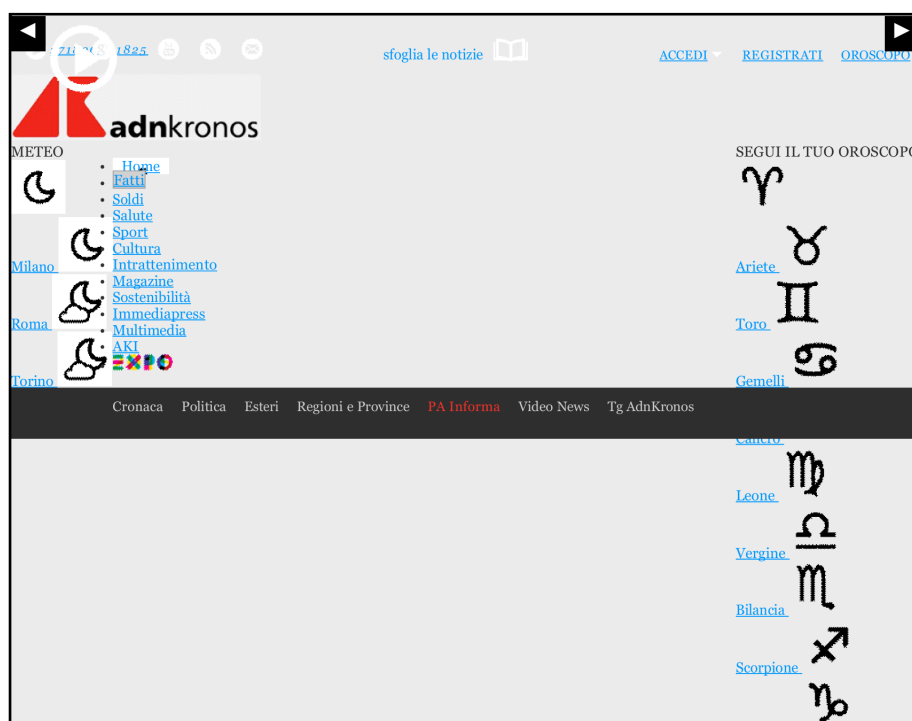 1825
sfoglia le notizie
ACCEDI REGISTRATI OROSCOPO
adnkronos
METEO
SEGUI IL TUO OROSCOPO
Home
Fatti
Soldi
Salute
Sport
Cultura
Intrattenimento
Magazine
Sostenibilità
Immediapress
Multimedia
AKI
EXPO
Milano
Roma
Torino
Ariete
Toro
Gemelli
Cronaca Politica Esteri Regioni e Province PA Informa Video News Tg AdnKronos
Cancro
Leone
Vergine
Bilancia
Scorpione